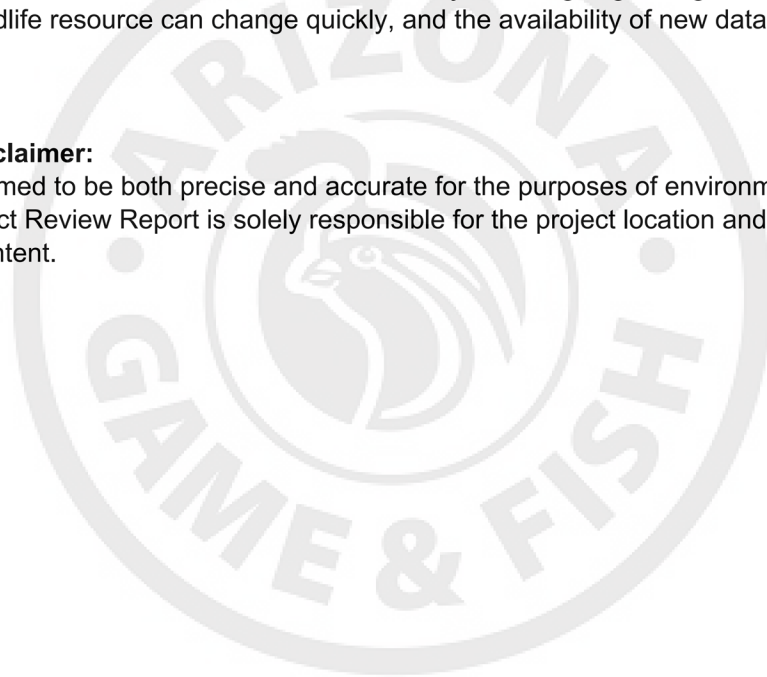 dlife resource can change quickly, and the availability of new data
claimer:
med to be both precise and accurate for the purposes of environm
ct Review Report is solely responsible for the project location and
ntent.
ARIZONA
GAME & FISH